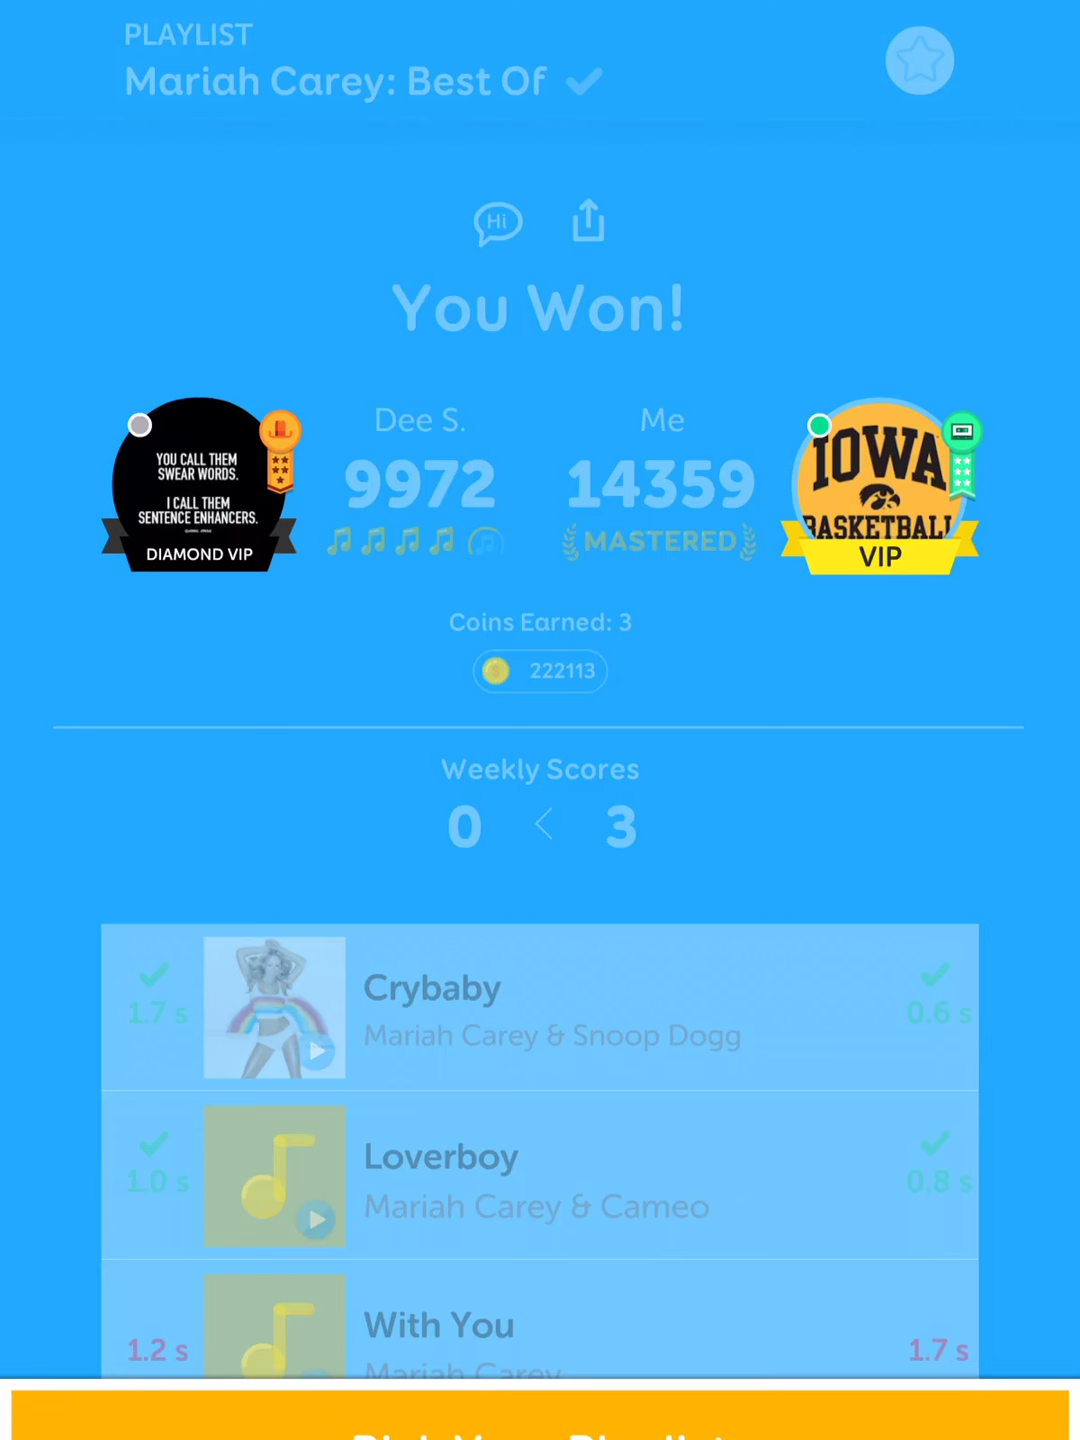 PLAYLIST
Mariah Carey: Best Of
Hi
You Won!
Dee S.
Me
9972
14359
MASTERED
YOU CALL THEM
SWEAR WORDS.
I CALL THEM
SENTENCE ENHANCERS.
DIAMOND VIP
IOWA
BASKETBALL
VIP
Coins Earned: 3
222113
Weekly Scores
0 < 3
Crybaby
1.7 s
0.6 s
Mariah Carey & Snoop Dogg
Loverboy
1.0 s
0.8 s
Mariah Carey & Cameo
With You
1.2 s
1.7 s
Mariah Carey